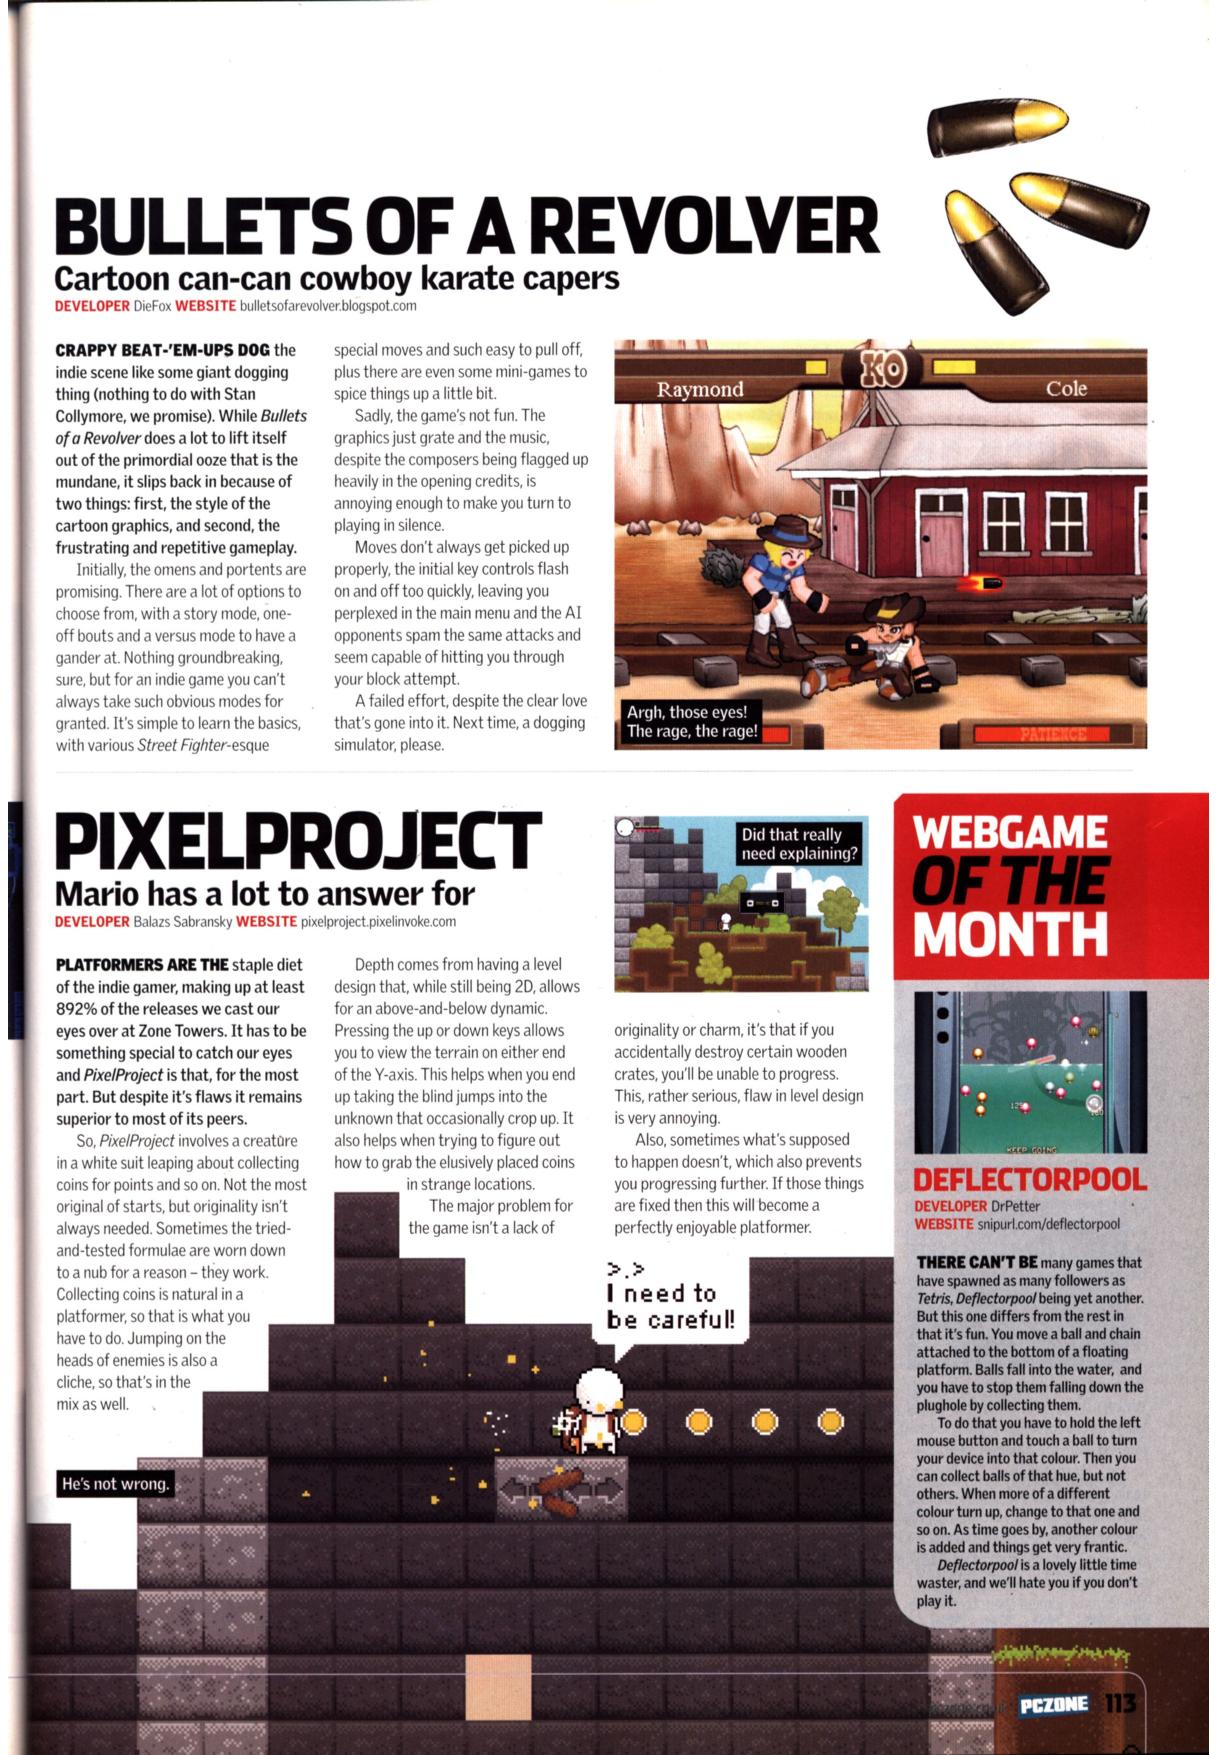 BULLETS OF A REVOLVER
Cartoon can-can cowboy karate capers
DEVELOPER DieFox WEBSITE bulletsofarevolver.blogspot.com
CRAPPY BEAT-'EM-UPS DOG the
indie scene like some giant dogging
thing (nothing to do with Stan
Collymore, we promise). While Bullets
of a Revolver does a lot to lift itself
out of the primordial ooze that is the
mundane, it slips back in because of
two things: first, the style of the
cartoon graphics, and second, the
frustrating and repetitive gameplay.
Initially, the omens and portents are
promising. There are a lot of options to
choose from, with a story mode, one-
off bouts and a versus mode to have a
gander at. Nothing groundbreaking,
sure, but for an indie game you can't
always take such obvious modes for
granted. It's simple to learn the basics,
with various Street Fighter-esque
special moves and such easy to pull off,
plus there are even some mini-games to
spice things up a little bit.
Sadly, the game's not fun. The
graphics just grate and the music,
despite the composers being flagged up
heavily in the opening credits, is
annoying enough to make you turn to
playing in silence.
Moves don't always get picked up
properly, the initial key controls flash
on and off too quickly, leaving you
perplexed in the main menu and the AI
opponents spam the same attacks and
seem capable of hitting you through
your block attempt.
A failed effort, despite the clear love
that's gone into it. Next time, a dogging
simulator, please.
KO
Raymond
Cole
Argh, those eyes!
The rage, the rage!
PATIENCE
PIXELPROJECT
Mario has a lot to answer for
DEVELOPER Balazs Sabransky WEBSITE pixelproject.pixelinvoke.com
PLATFORMERS ARE THE staple diet
of the indie gamer, making up at least
892% of the releases we cast our
eyes over at Zone Towers. It has to be
something special to catch our eyes
and PixelProject is that, for the most
part. But despite it's flaws it remains
superior to most of its peers.
So, PixelProject involves a creature
in a white suit leaping about collecting
coins for points and so on. Not the most
original of starts, but originality isn't
always needed. Sometimes the tried-
and-tested formulae are worn down
to a nub for a reason – they work.
Collecting coins is natural in a
platformer, so that is what you
have to do. Jumping on the
heads of enemies is also a
cliche, so that's in the
mix as well.
He's not wrong.
Depth comes from having a level
design that, while still being 2D, allows
for an above-and-below dynamic.
Pressing the up or down keys allows
you to view the terrain on either end
of the Y-axis. This helps when you end
up taking the blind jumps into the
unknown that occasionally crop up. It
also helps when trying to figure out
how to grab the elusively placed coins
in strange locations.
The major problem for
the game isn't a lack of
Did that really
need explaining?
originality or charm, it's that if you
accidentally destroy certain wooden
crates, you'll be unable to progress.
This, rather serious, flaw in level design
is very annoying.
Also, sometimes what's supposed
to happen doesn't, which also prevents
you progressing further. If those things
are fixed then this will become a
perfectly enjoyable platformer.
>.>
I need to
be careful!
WEBGAME
OF THE
MONTH
KEEP GOING
DEFLECTORPOOL
DEVELOPER DrPetter
WEBSITE snipurl.com/deflectorpool
THERE CAN'T BE many games that
have spawned as many followers as
Tetris, Deflectorpool being yet another.
But this one differs from the rest in
that it's fun. You move a ball and chain
attached to the bottom of a floating
platform. Balls fall into the water, and
you have to stop them falling down the
plughole by collecting them.
To do that you have to hold the left
mouse button and touch a ball to turn
your device into that colour. Then you
can collect balls of that hue, but not
others. When more of a different
colour turn up, change to that one and
so on. As time goes by, another colour
is added and things get very frantic.
Deflectorpool is a lovely little time
waster, and we'll hate you if you don't
play it.
PCZONE 113